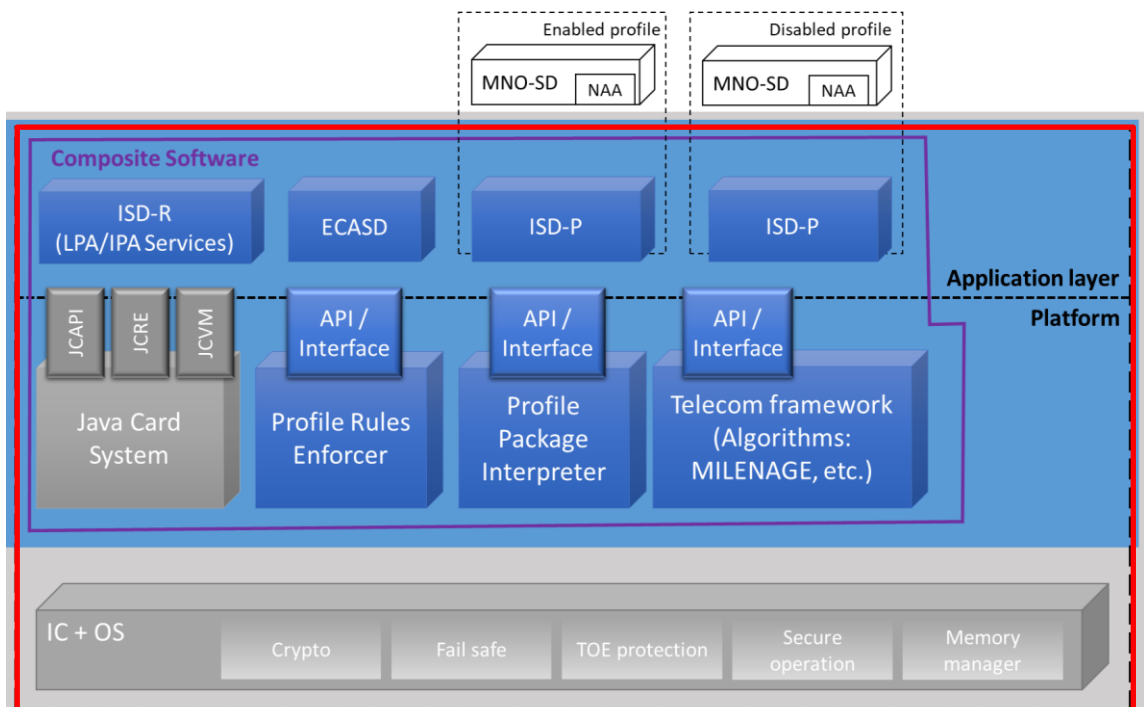 Enabled profile
MNO-SD
NAA
Disabled profile
MNO-SD
NAA
Composite Software
ISD-R
(LPA/IPA Services)
ECASD
ISD-P
ISD-P
Application layer
Platform
JCAPI
JCRE
JCVM
API /
Interface
API /
Interface
API /
Interface
Java Card
System
Profile Rules
Enforcer
Profile
Package
Interpreter
Telecom framework
(Algorithms:
MILENAGE, etc.)
IC + OS
Crypto
Fail safe
TOE protection
Secure
operation
Memory
manager